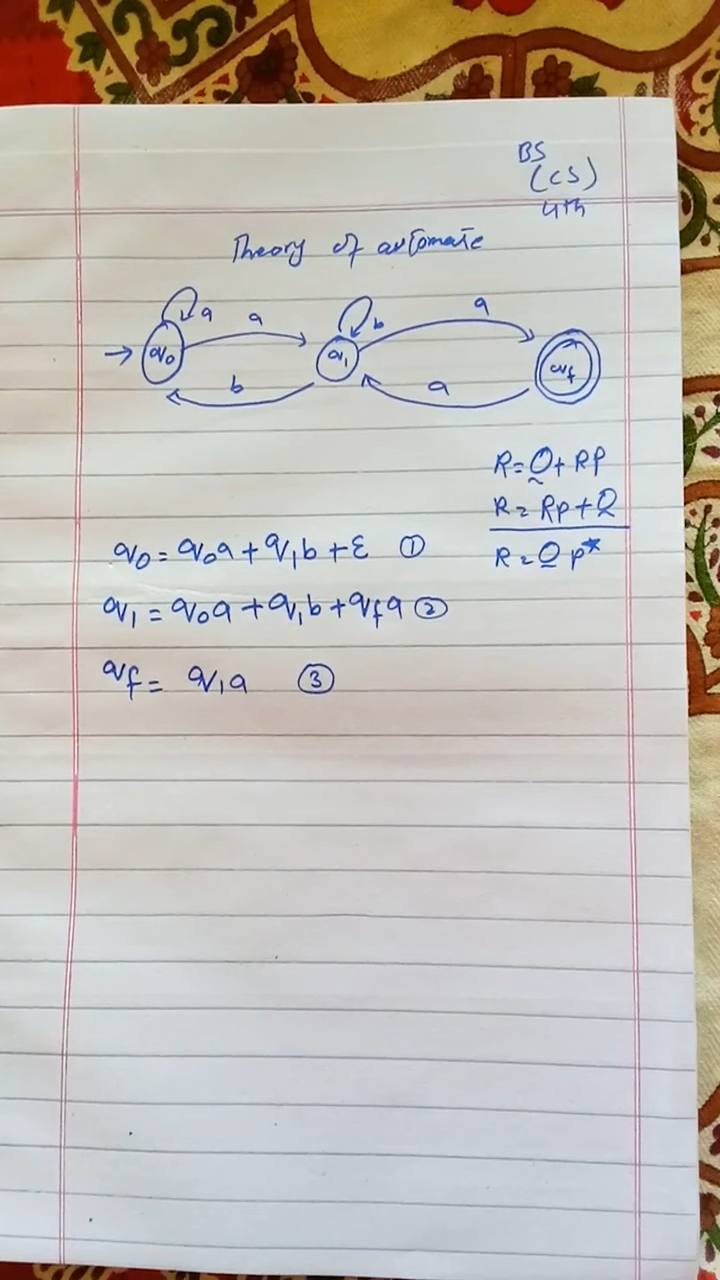 BS
(CS)
4th
Theory of automate
a
a
b
a
→ q0
q1
qf
b
a
R=Q+RP
R=RP+Q
R=QP*
q0=q0a+q1b+ε ①
q1=q0a+q1b+qfa ②
qf= q1a ③